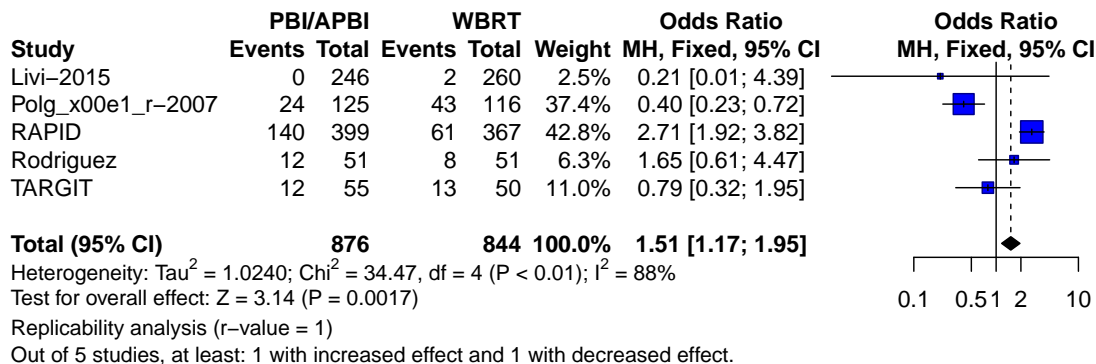 PBI/APBI WBRT Odds Ratio Odds Ratio
Study Events Total Events Total Weight MH, Fixed, 95% CI MH, Fixed, 95% CI
Livi−2015 0 246 2 260 2.5% 0.21 [0.01; 4.39]
Polg_x00e1_r−2007 24 125 43 116 37.4% 0.40 [0.23; 0.72]
RAPID 140 399 61 367 42.8% 2.71 [1.92; 3.82]
Rodriguez 12 51 8 51 6.3% 1.65 [0.61; 4.47]
TARGIT 12 55 13 50 11.0% 0.79 [0.32; 1.95]
Total (95% CI) 876 844 100.0% 1.51 [1.17; 1.95]
Heterogeneity: Tau² = 1.0240; Chi² = 34.47, df = 4 (P < 0.01); I² = 88%
Test for overall effect: Z = 3.14 (P = 0.0017)
0.1 0.5 1 2 10
Replicability analysis (r−value = 1)
Out of 5 studies, at least: 1 with increased effect and 1 with decreased effect.